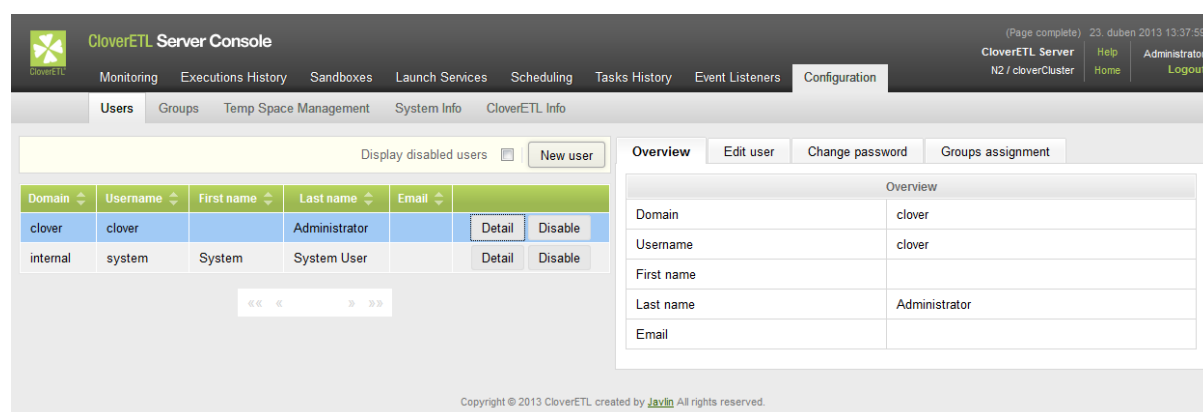 CloverETL Server Console
CloverETL
(Page complete) 23. duben 2013 13:37:59
CloverETL Server Help Administrator
N2 / cloverCluster Home Logout
Monitoring Executions History Sandboxes Launch Services Scheduling Tasks History Event Listeners Configuration
Users Groups Temp Space Management System Info CloverETL Info
Display disabled users New user
Domain Username First name Last name Email
clover clover Administrator Detail Disable
internal system System System User Detail Disable
«« « » »»
Overview Edit user Change password Groups assignment
Overview
Domain clover
Username clover
First name
Last name Administrator
Email
Copyright © 2013 CloverETL created by Javlin All rights reserved.